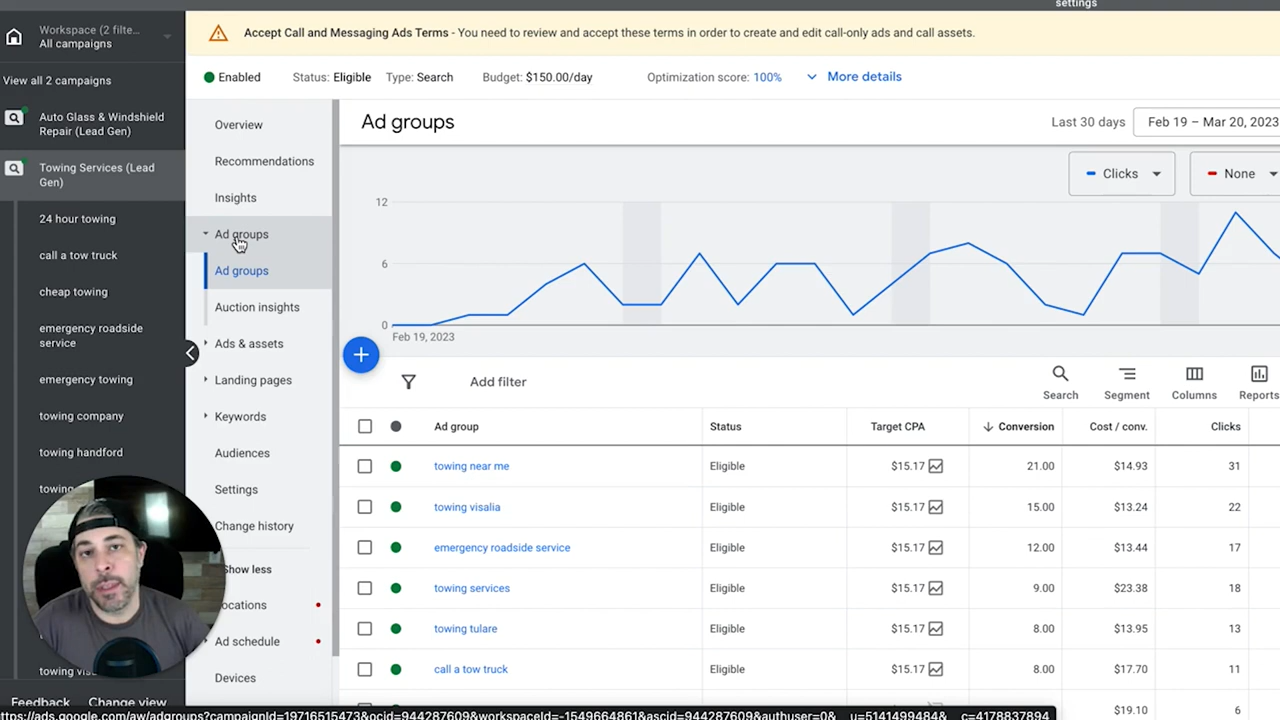 settings
Workspace (2 filte...
All campaigns
Accept Call and Messaging Ads Terms - You need to review and accept these terms in order to create and edit call-only ads and call assets.
View all 2 campaigns
Enabled Status: Eligible Type: Search Budget: $150.00/day Optimization score: 100% More details
Auto Glass & Windshield
Repair (Lead Gen)
Towing Services (Lead
Gen)
24 hour towing
call a tow truck
cheap towing
emergency roadside
service
emergency towing
towing company
towing handford
towing
towing
Feedback Change view
Overview
Recommendations
Insights
Ad groups
Ad groups
Auction insights
Ads & assets
Landing pages
Keywords
Audiences
Settings
Change history
Show less
ocations
Ad schedule
Devices
Ad groups Last 30 days Feb 19 – Mar 20, 2023
Clicks None
12
6
0
Feb 19, 2023
Add filter Search Segment Columns Reports
Ad group Status Target CPA Conversion Cost / conv. Clicks
towing near me Eligible $15.17 21.00 $14.93 31
towing visalia Eligible $15.17 15.00 $13.24 22
emergency roadside service Eligible $15.17 12.00 $13.44 17
towing services Eligible $15.17 9.00 $23.38 18
towing tulare Eligible $15.17 8.00 $13.95 13
call a tow truck Eligible $15.17 8.00 $17.70 11
$19.10 6